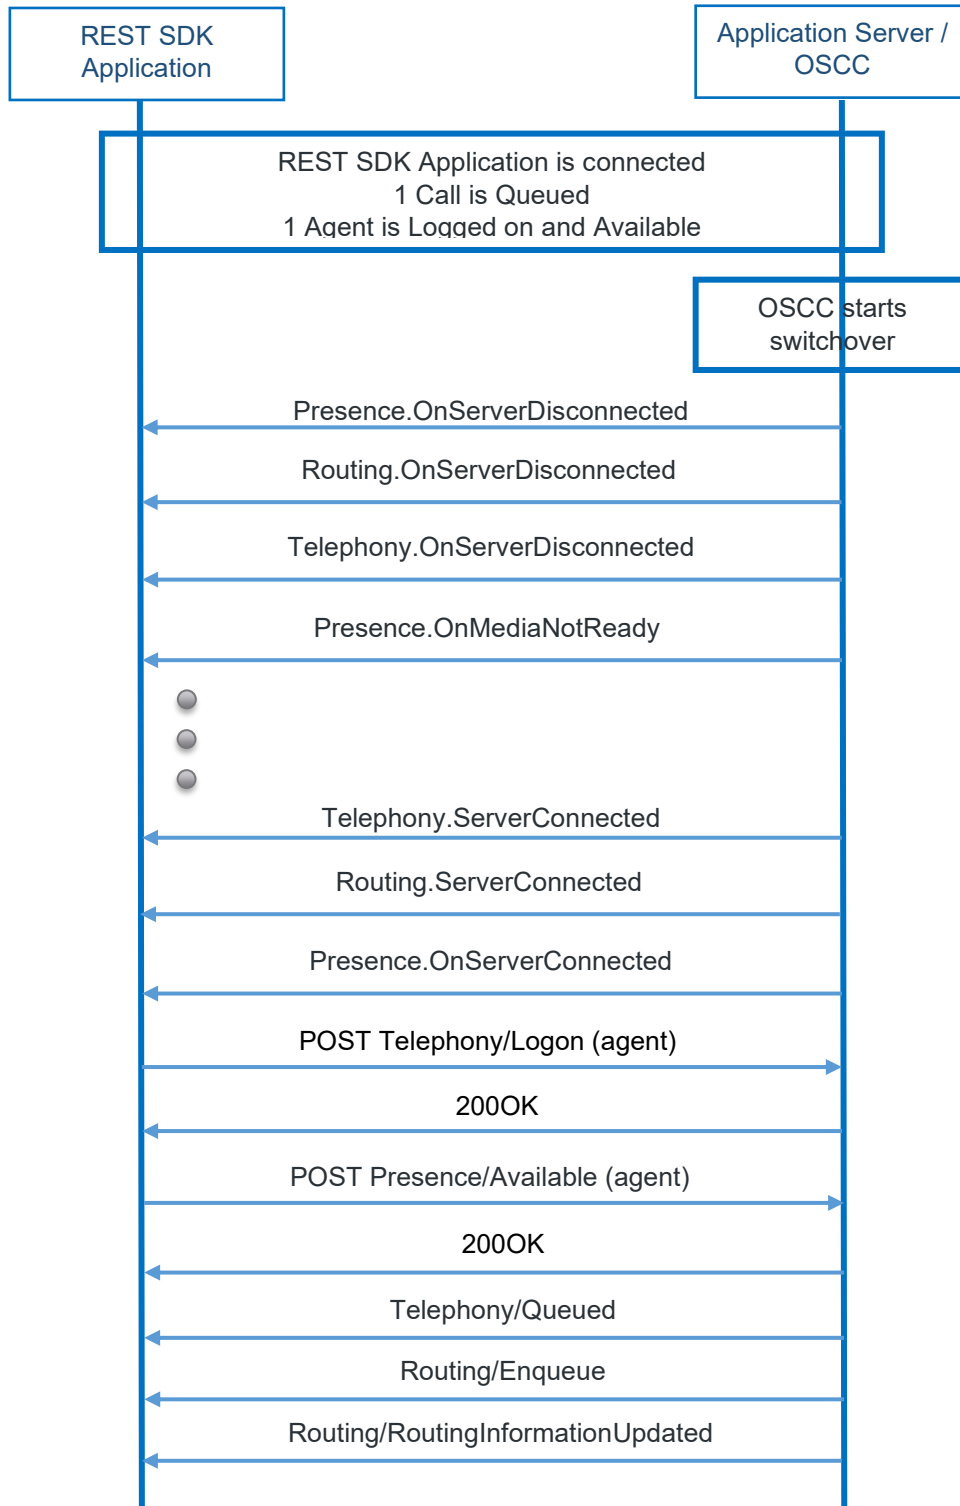 REST SDK
Application
Application Server /
OSCC
REST SDK Application is connected
1 Call is Queued
1 Agent is Logged on and Available
OSCC starts
switchover
Presence.OnServerDisconnected
Routing.OnServerDisconnected
Telephony.OnServerDisconnected
Presence.OnMediaNotReady
Telephony.ServerConnected
Routing.ServerConnected
Presence.OnServerConnected
POST Telephony/Logon (agent)
200OK
POST Presence/Available (agent)
200OK
Telephony/Queued
Routing/Enqueue
Routing/RoutingInformationUpdated